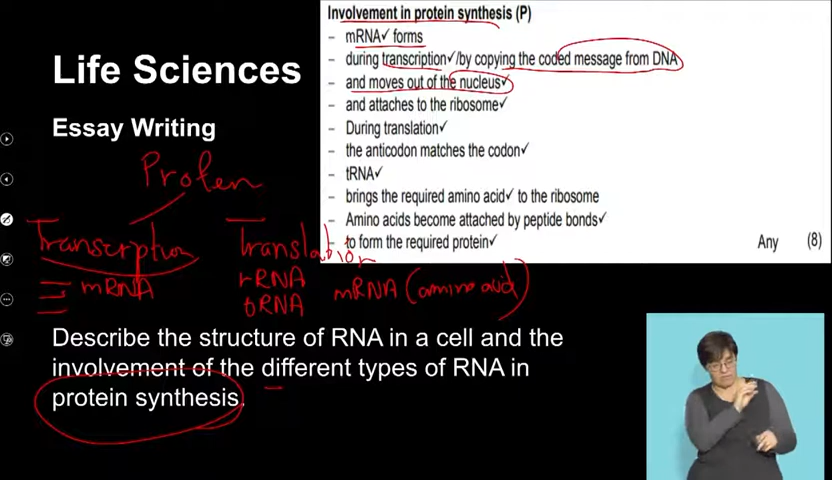 Life Sciences
Essay Writing
Involvement in protein synthesis (P)
- mRNA✓ forms
- during transcription✓/by copying the coded message from DNA
- and moves out of the nucleus✓
- and attaches to the ribosome✓
- During translation✓
- the anticodon matches the codon✓
- tRNA✓
- brings the required amino acid✓ to the ribosome
- Amino acids become attached by peptide bonds✓
- to form the required protein✓
Any (8)
Protein
Transcription
mRNA
Translation
rRNA
tRNA
mRNA (amino acid)
Describe the structure of RNA in a cell and the
involvement of the different types of RNA in
protein synthesis.